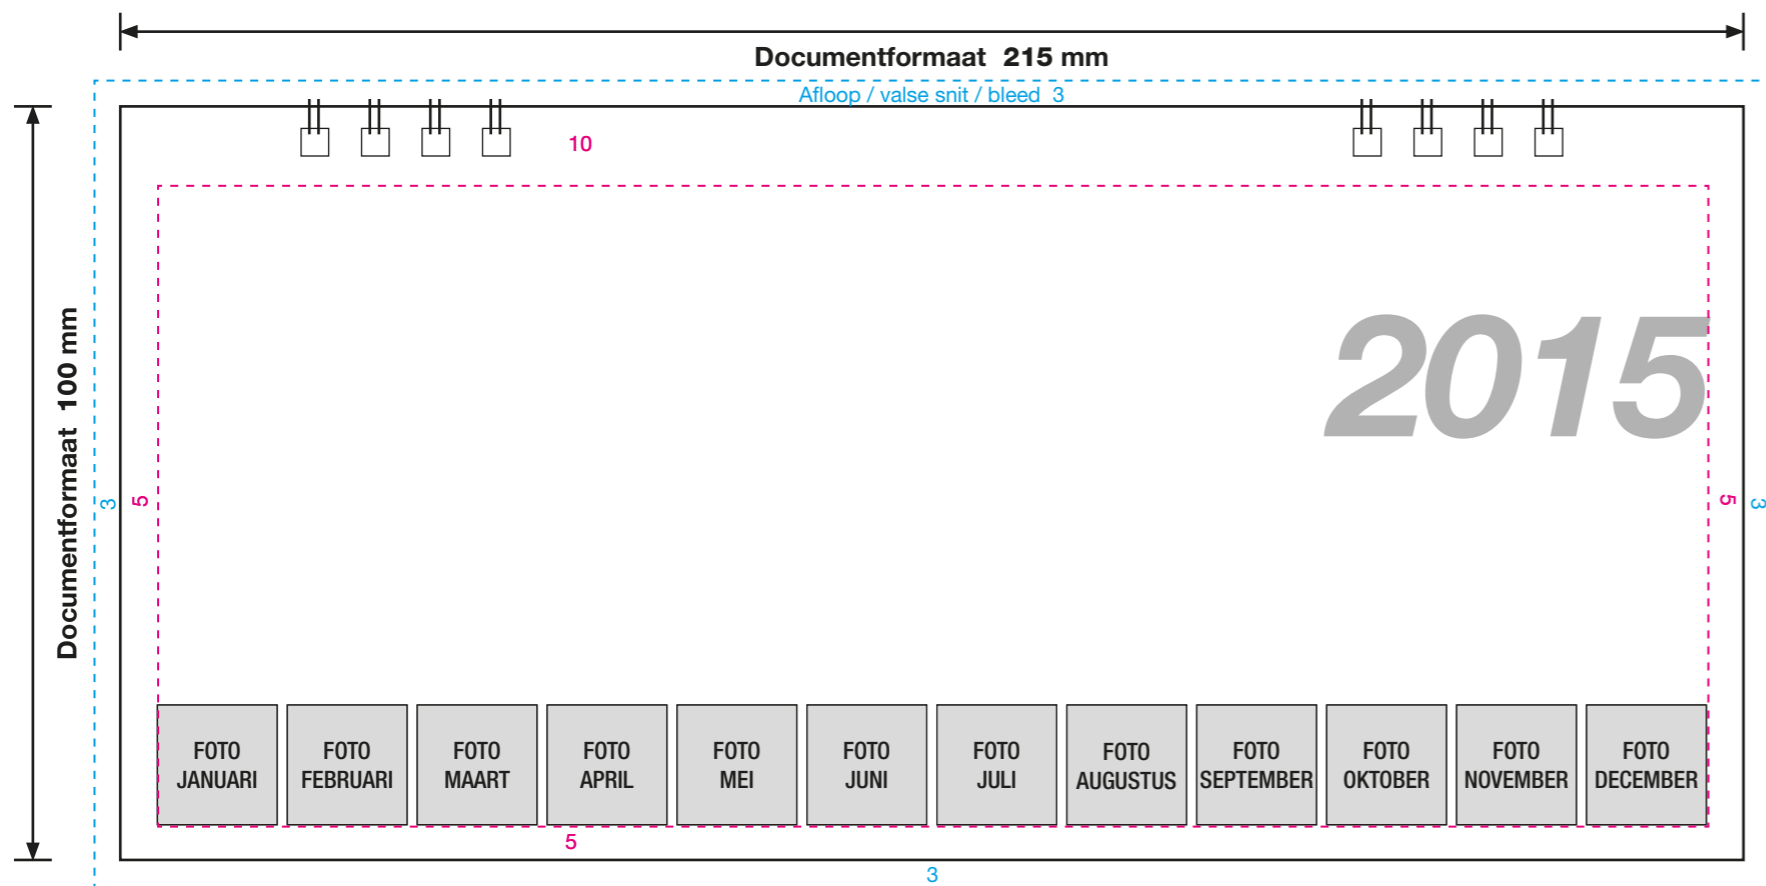 Documentformaat 215 mm
Afloop / valse snit / bleed 3
10
Documentformaat 100 mm
2015
3
5
5
3
FOTO
JANUARI
FOTO
FEBRUARI
FOTO
MAART
FOTO
APRIL
FOTO
MEI
FOTO
JUNI
FOTO
JULI
FOTO
AUGUSTUS
FOTO
SEPTEMBER
FOTO
OKTOBER
FOTO
NOVEMBER
FOTO
DECEMBER
5
3